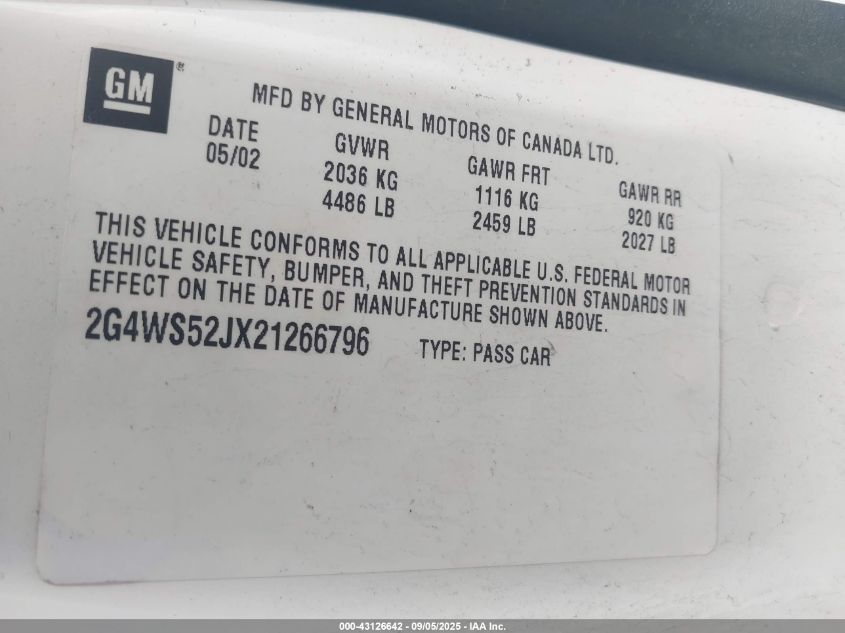 GM®
MFD BY GENERAL MOTORS OF CANADA LTD.
DATE GVWR GAWR FRT GAWR RR
05/02 2036 KG 1116 KG 920 KG
4486 LB 2459 LB 2027 LB
THIS VEHICLE CONFORMS TO ALL APPLICABLE U.S. FEDERAL MOTOR
VEHICLE SAFETY, BUMPER, AND THEFT PREVENTION STANDARDS IN
EFFECT ON THE DATE OF MANUFACTURE SHOWN ABOVE.
2G4WS52JX21266796 TYPE: PASS CAR
000-43126642 - 09/05/2025 - IAA Inc.